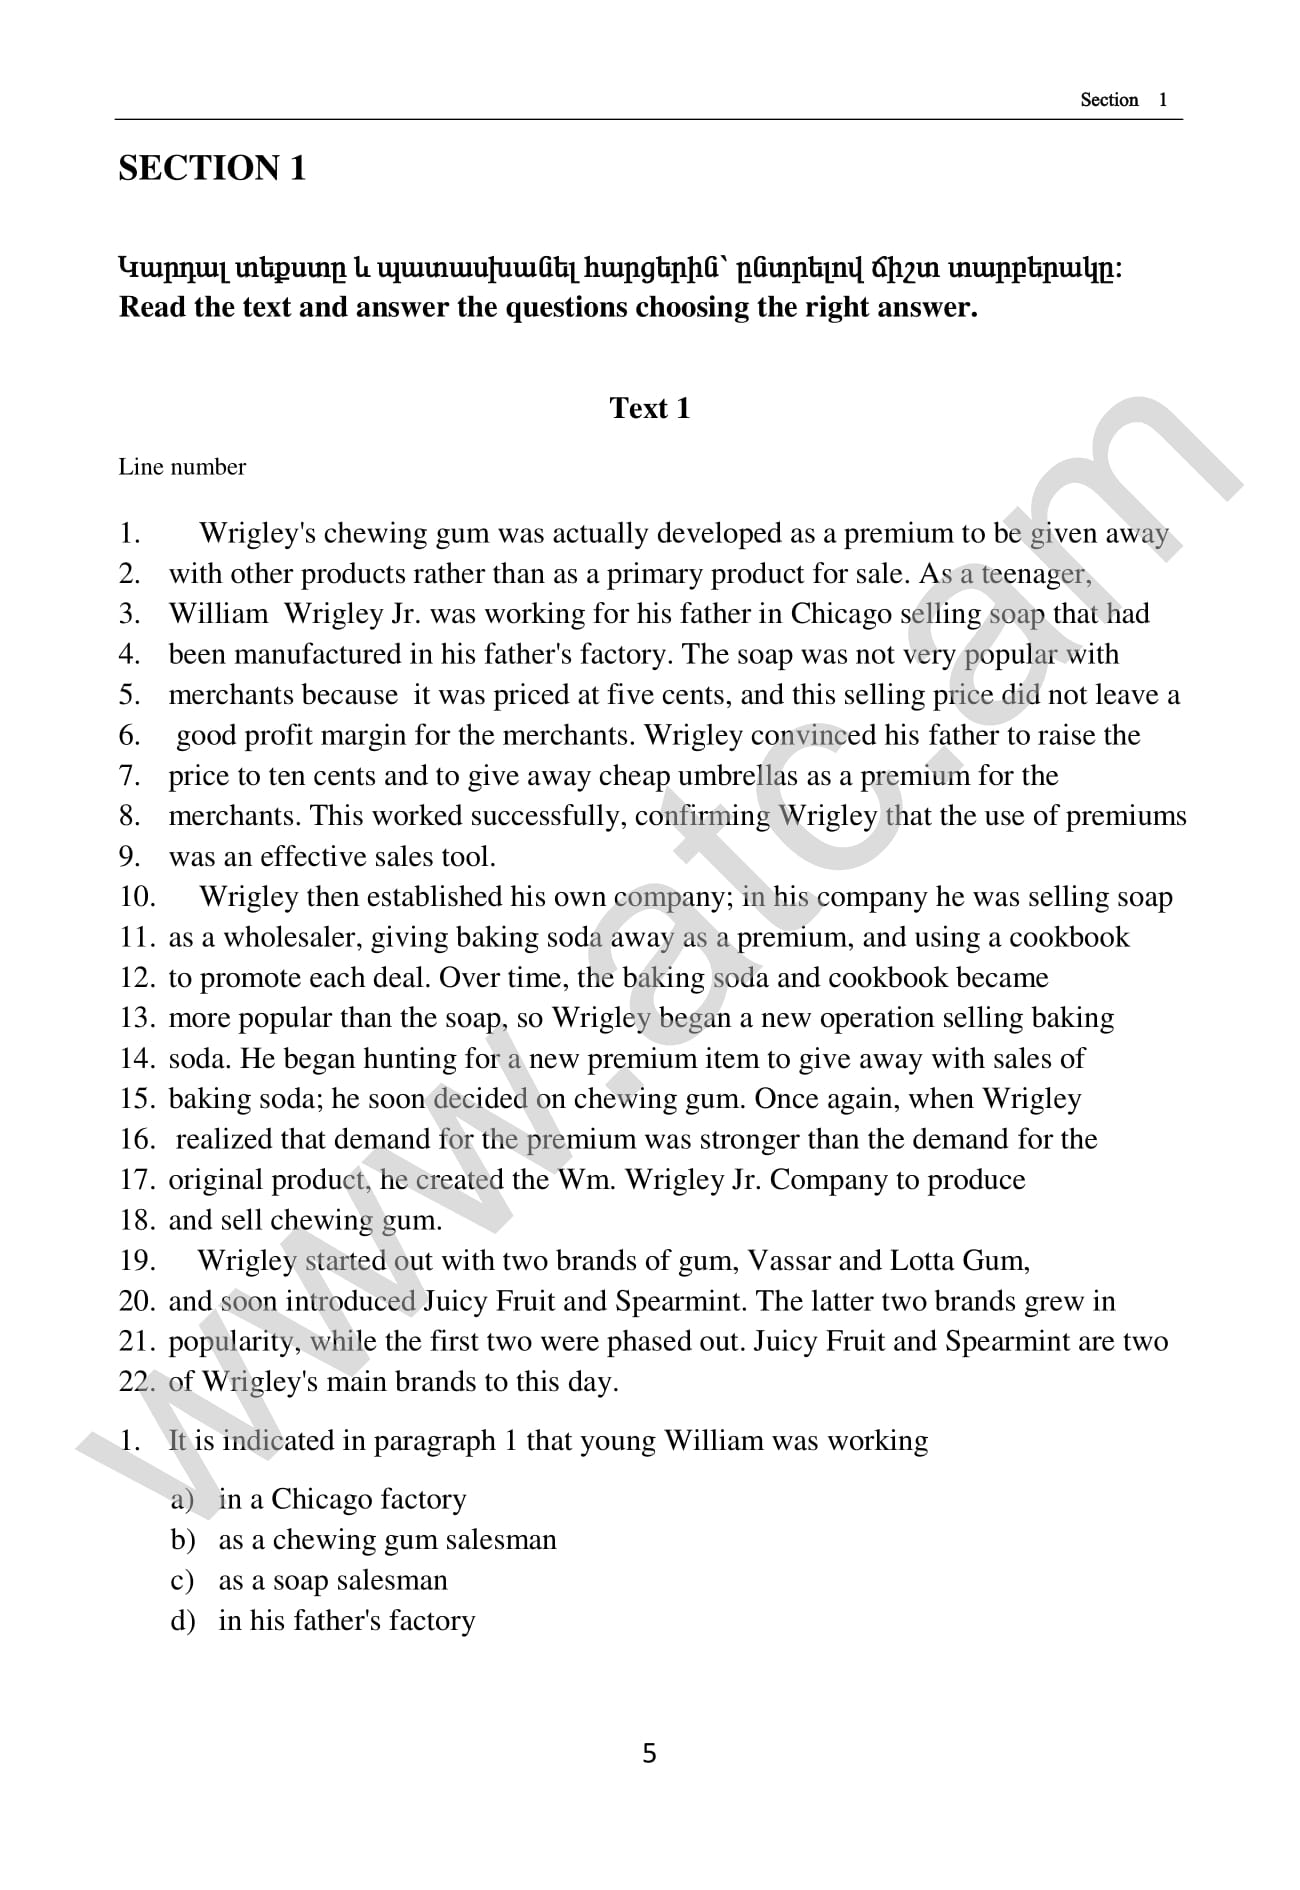 Section 1
SECTION 1
Կարդալ տեքստը և պատասխանել հարցերին՝ ընտրելով ճիշտ տարբերակը:
Read the text and answer the questions choosing the right answer.
Text 1
Line number
1. Wrigley's chewing gum was actually developed as a premium to be given away
2. with other products rather than as a primary product for sale. As a teenager,
3. William Wrigley Jr. was working for his father in Chicago selling soap that had
4. been manufactured in his father's factory. The soap was not very popular with
5. merchants because it was priced at five cents, and this selling price did not leave a
6. good profit margin for the merchants. Wrigley convinced his father to raise the
7. price to ten cents and to give away cheap umbrellas as a premium for the
8. merchants. This worked successfully, confirming Wrigley that the use of premiums
9. was an effective sales tool.
10. Wrigley then established his own company; in his company he was selling soap
11. as a wholesaler, giving baking soda away as a premium, and using a cookbook
12. to promote each deal. Over time, the baking soda and cookbook became
13. more popular than the soap, so Wrigley began a new operation selling baking
14. soda. He began hunting for a new premium item to give away with sales of
15. baking soda; he soon decided on chewing gum. Once again, when Wrigley
16. realized that demand for the premium was stronger than the demand for the
17. original product, he created the Wm. Wrigley Jr. Company to produce
18. and sell chewing gum.
19. Wrigley started out with two brands of gum, Vassar and Lotta Gum,
20. and soon introduced Juicy Fruit and Spearmint. The latter two brands grew in
21. popularity, while the first two were phased out. Juicy Fruit and Spearmint are two
22. of Wrigley's main brands to this day.
1. It is indicated in paragraph 1 that young William was working
a) in a Chicago factory
b) as a chewing gum salesman
c) as a soap salesman
d) in his father's factory
5
www.atc.am